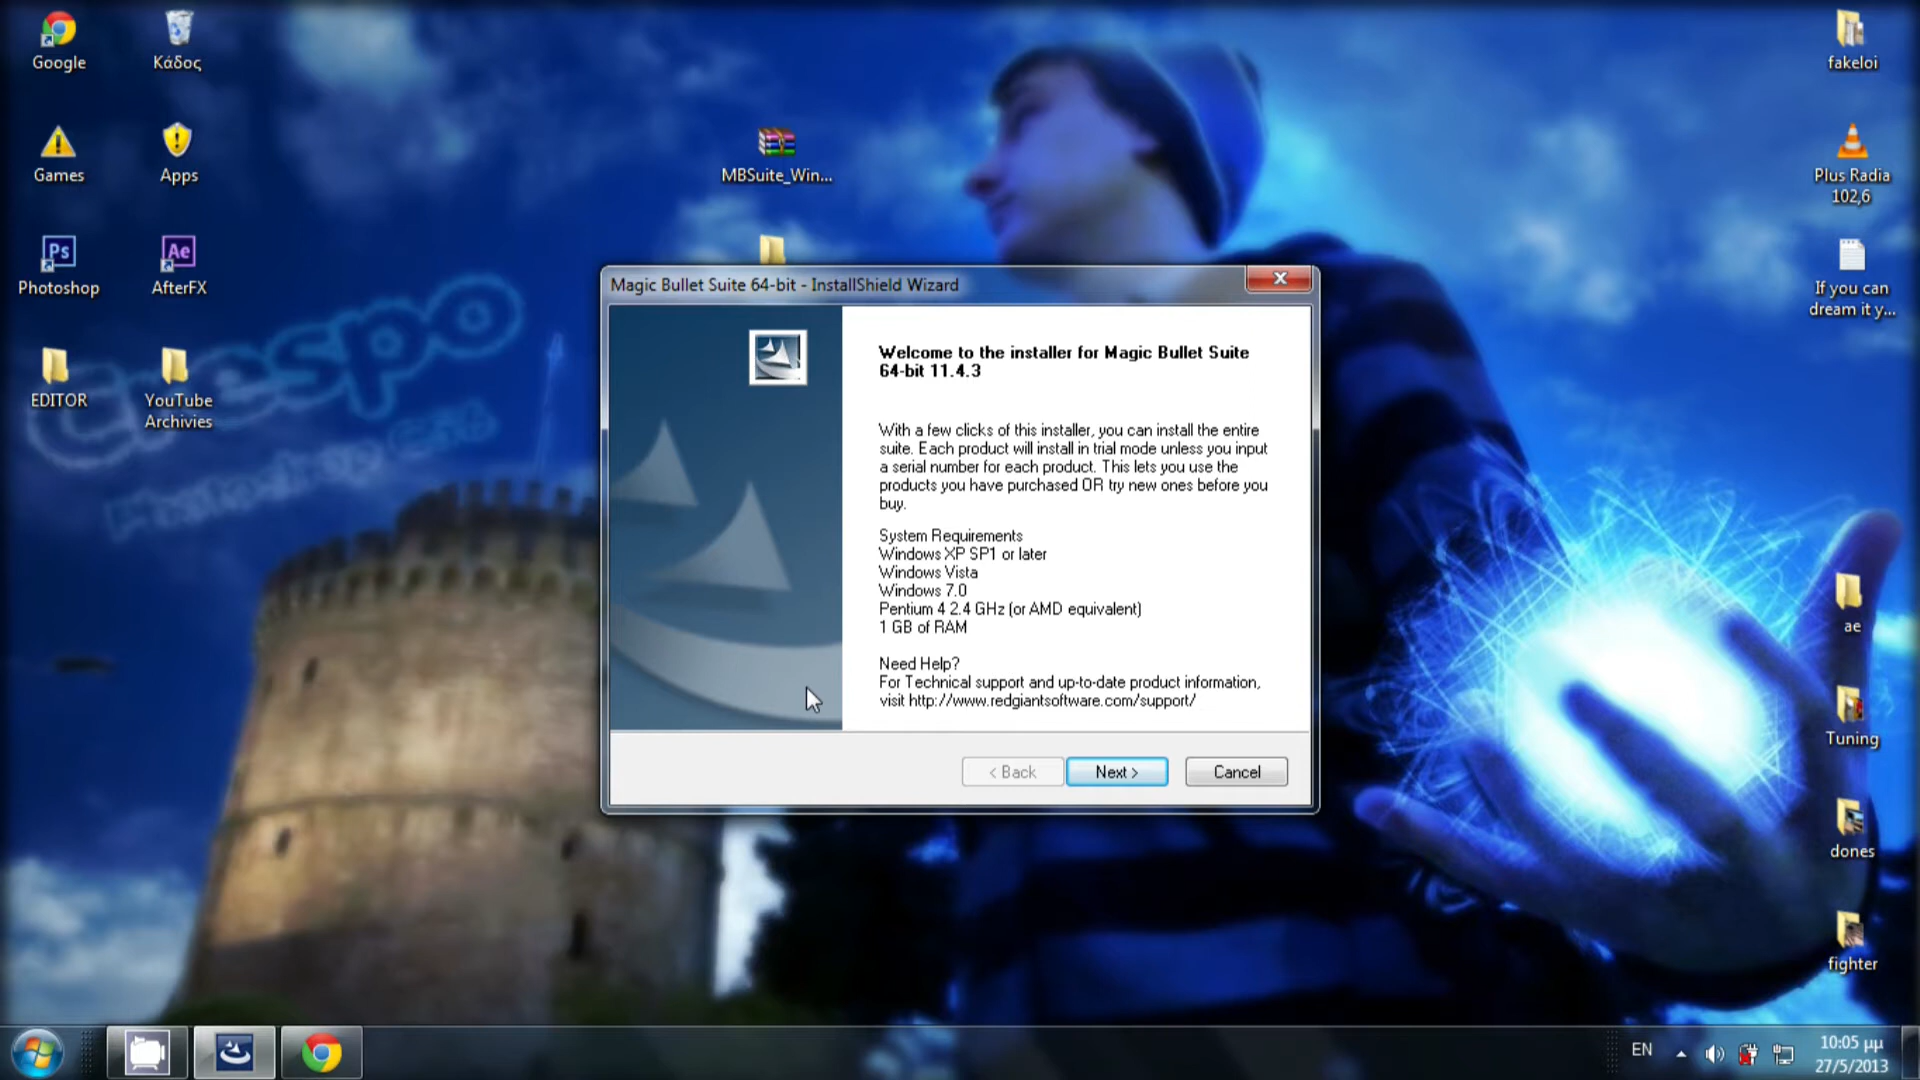 Google
Κάδος
Games
Apps
Ps
Photoshop
Ae
AfterFX
EDITOR
YouTube
Archivies
MBSuite_Win...
fakeloi
Plus Radia
102,6
If you can
dream it y...
ae
Tuning
dones
fighter
Magic Bullet Suite 64-bit - InstallShield Wizard
Welcome to the installer for Magic Bullet Suite
64-bit 11.4.3
With a few clicks of this installer, you can install the entire
suite. Each product will install in trial mode unless you input
a serial number for each product. This lets you use the
products you have purchased OR try new ones before you
buy.
System Requirements
Windows XP SP1 or later
Windows Vista
Windows 7.0
Pentium 4 2.4 GHz (or AMD equivalent)
1 GB of RAM
Need Help?
For Technical support and up-to-date product information,
visit http://www.redgiantsoftware.com/support/
< Back
Next >
Cancel
EN
10:05 μμ
27/5/2013